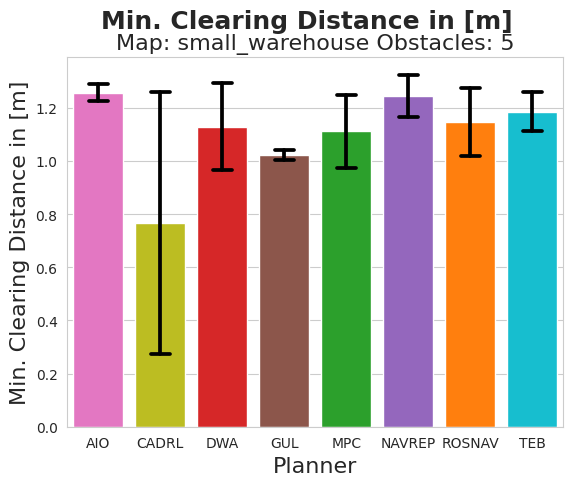 Min. Clearing Distance in [m]
Map: small_warehouse Obstacles: 5
Min. Clearing Distance in [m]
1.2
1.0
0.8
0.6
0.4
0.2
0.0
AIO CADRL DWA GUL MPC NAVREP ROSNAV TEB
Planner